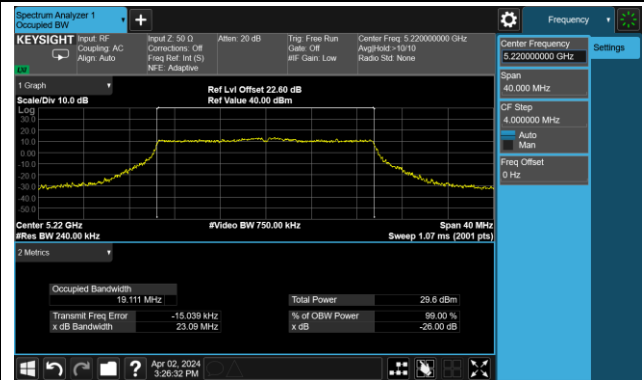 Spectrum Analyzer 1
Occupied BW
+
Frequency
KEYSIGHT
Input: RF
Coupling: AC
Align: Auto
Input Z: 50 Ω
Corrections: Off
Freq Ref: Int (S)
NFE: Adaptive
Atten: 20 dB
Trig: Free Run
Gate: Off
#IF Gain: Low
Center Freq: 5.220000000 GHz
Avg|Hold:>10/10
Radio Std: None
Center Frequency
5.220000000 GHz
Settings
Span
40.000 MHz
CF Step
4.000000 MHz
Auto
Man
Freq Offset
0 Hz
1 Graph
Scale/Div 10.0 dB
Ref Lvl Offset 22.60 dB
Ref Value 40.00 dBm
Log
30.0
20.0
10.0
0.00
-10.0
-20.0
-30.0
-40.0
-50.0
Center 5.22 GHz
#Video BW 750.00 kHz
Span 40 MHz
#Res BW 240.00 kHz
Sweep 1.07 ms (2001 pts)
2 Metrics
Occupied Bandwidth
19.111 MHz
Total Power
29.6 dBm
Transmit Freq Error
-15.039 kHz
% of OBW Power
99.00 %
x dB Bandwidth
23.09 MHz
x dB
-26.00 dB
?
Apr 02, 2024
3:26:32 PM